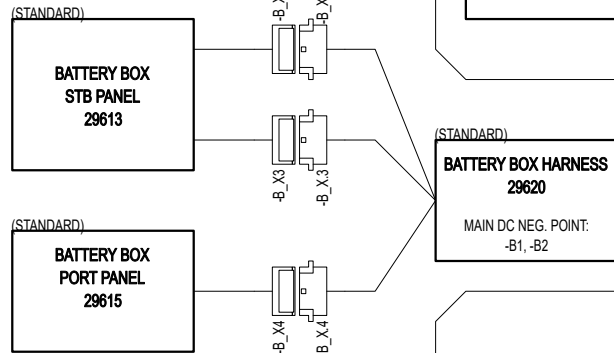 (STANDARD)
BATTERY BOX
STB PANEL
29613
-B_X3
-B_X.3
(STANDARD)
BATTERY BOX HARNESS
29620
MAIN DC NEG. POINT:
-B1, -B2
(STANDARD)
BATTERY BOX
PORT PANEL
29615
-B_X4
B_X.4